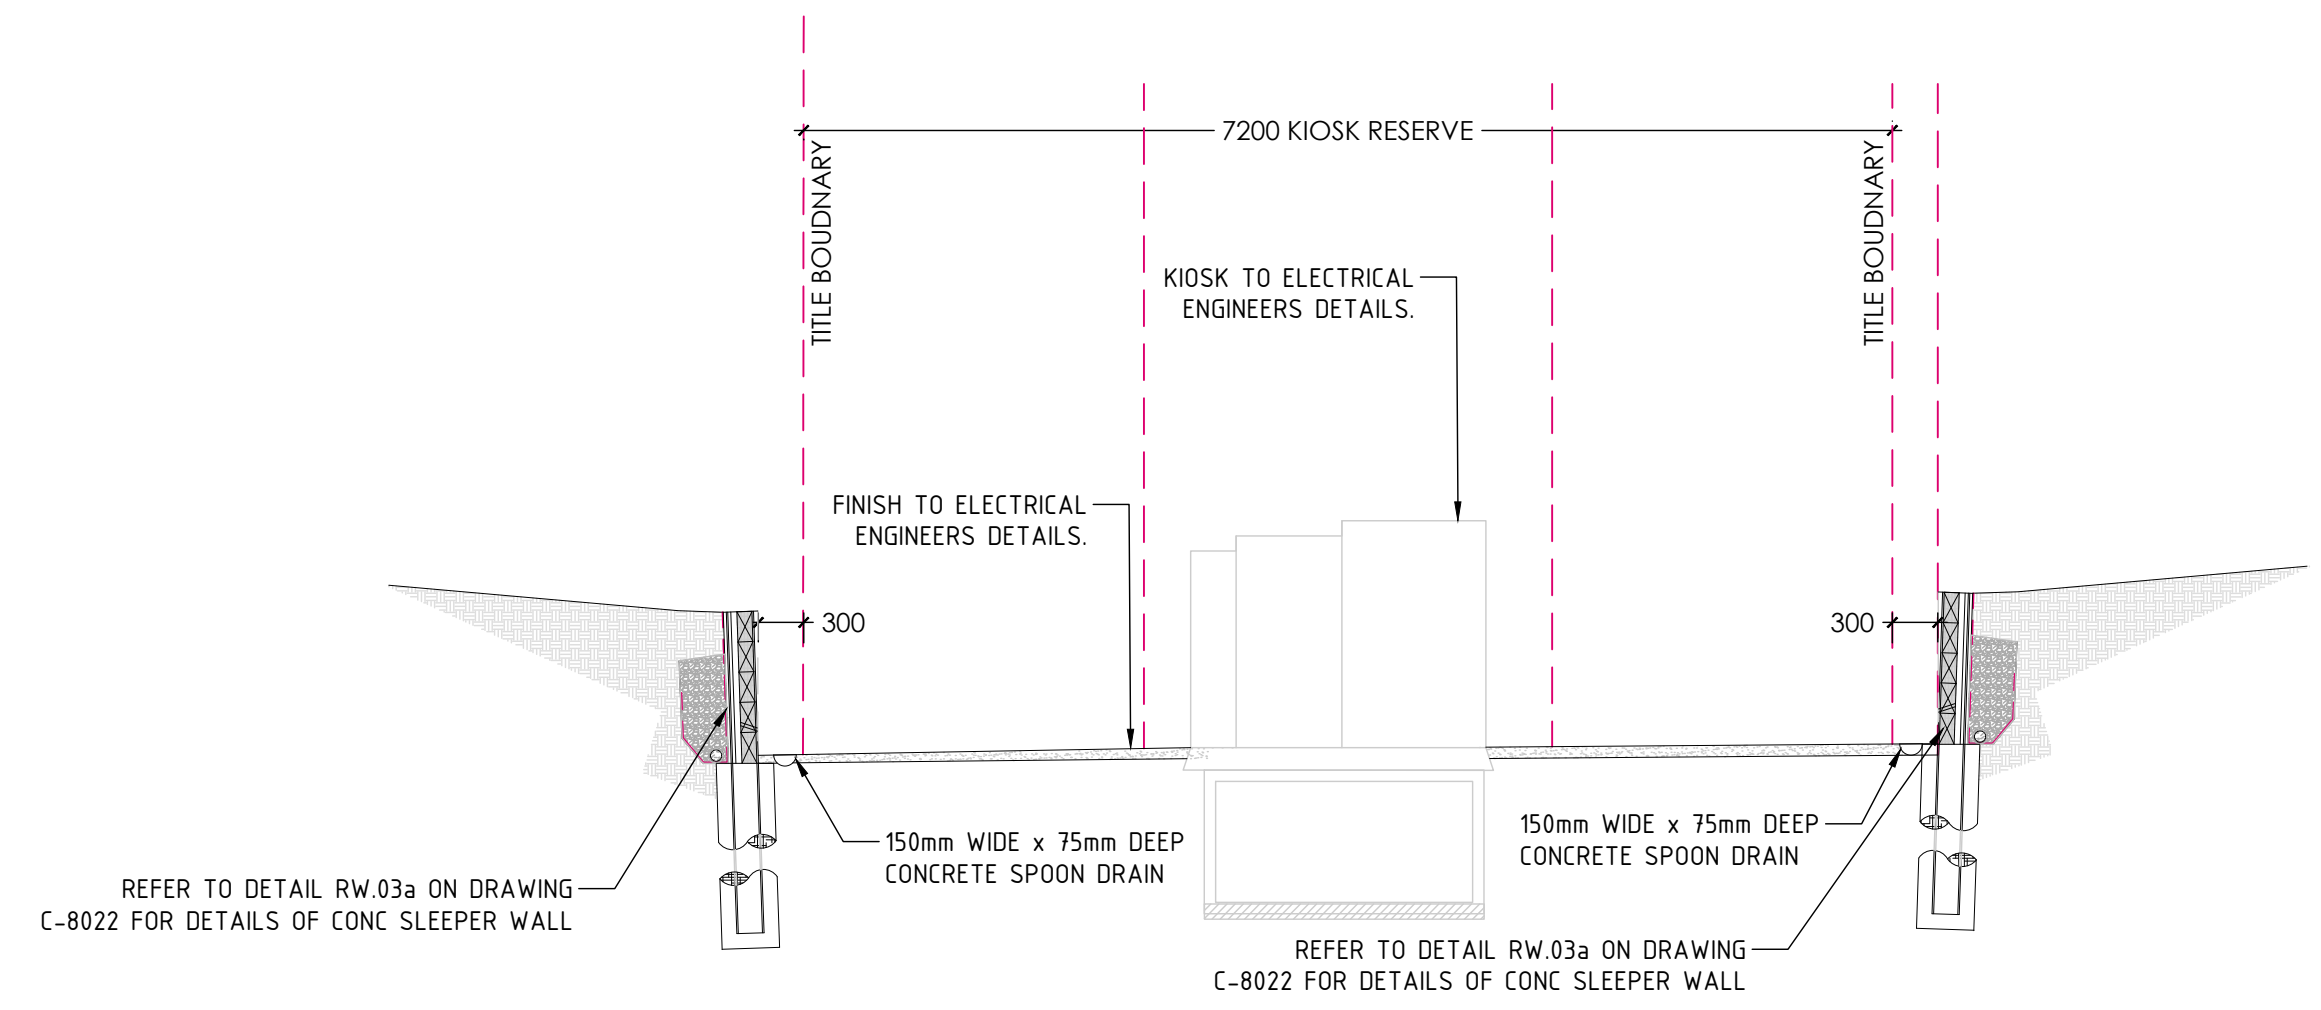 7200 KIOSK RESERVE
TITLE BOUDNARY
TITLE BOUDNARY
KIOSK TO ELECTRICAL
ENGINEERS DETAILS.
FINISH TO ELECTRICAL
ENGINEERS DETAILS.
300
300
150mm WIDE x 75mm DEEP
CONCRETE SPOON DRAIN
150mm WIDE x 75mm DEEP
CONCRETE SPOON DRAIN
REFER TO DETAIL RW.03a ON DRAWING
C-8022 FOR DETAILS OF CONC SLEEPER WALL
REFER TO DETAIL RW.03a ON DRAWING
C-8022 FOR DETAILS OF CONC SLEEPER WALL